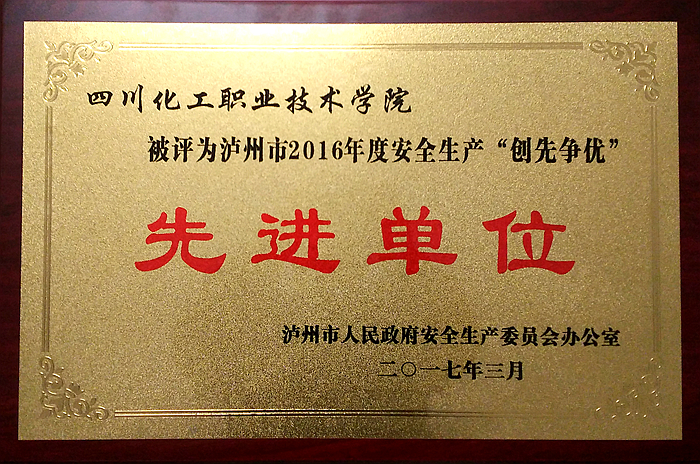 四川化工职业技术学院
被评为泸州市2016年度安全生产“创先争优”
先进单位
泸州市人民政府安全生产委员会办公室
二〇一七年三月